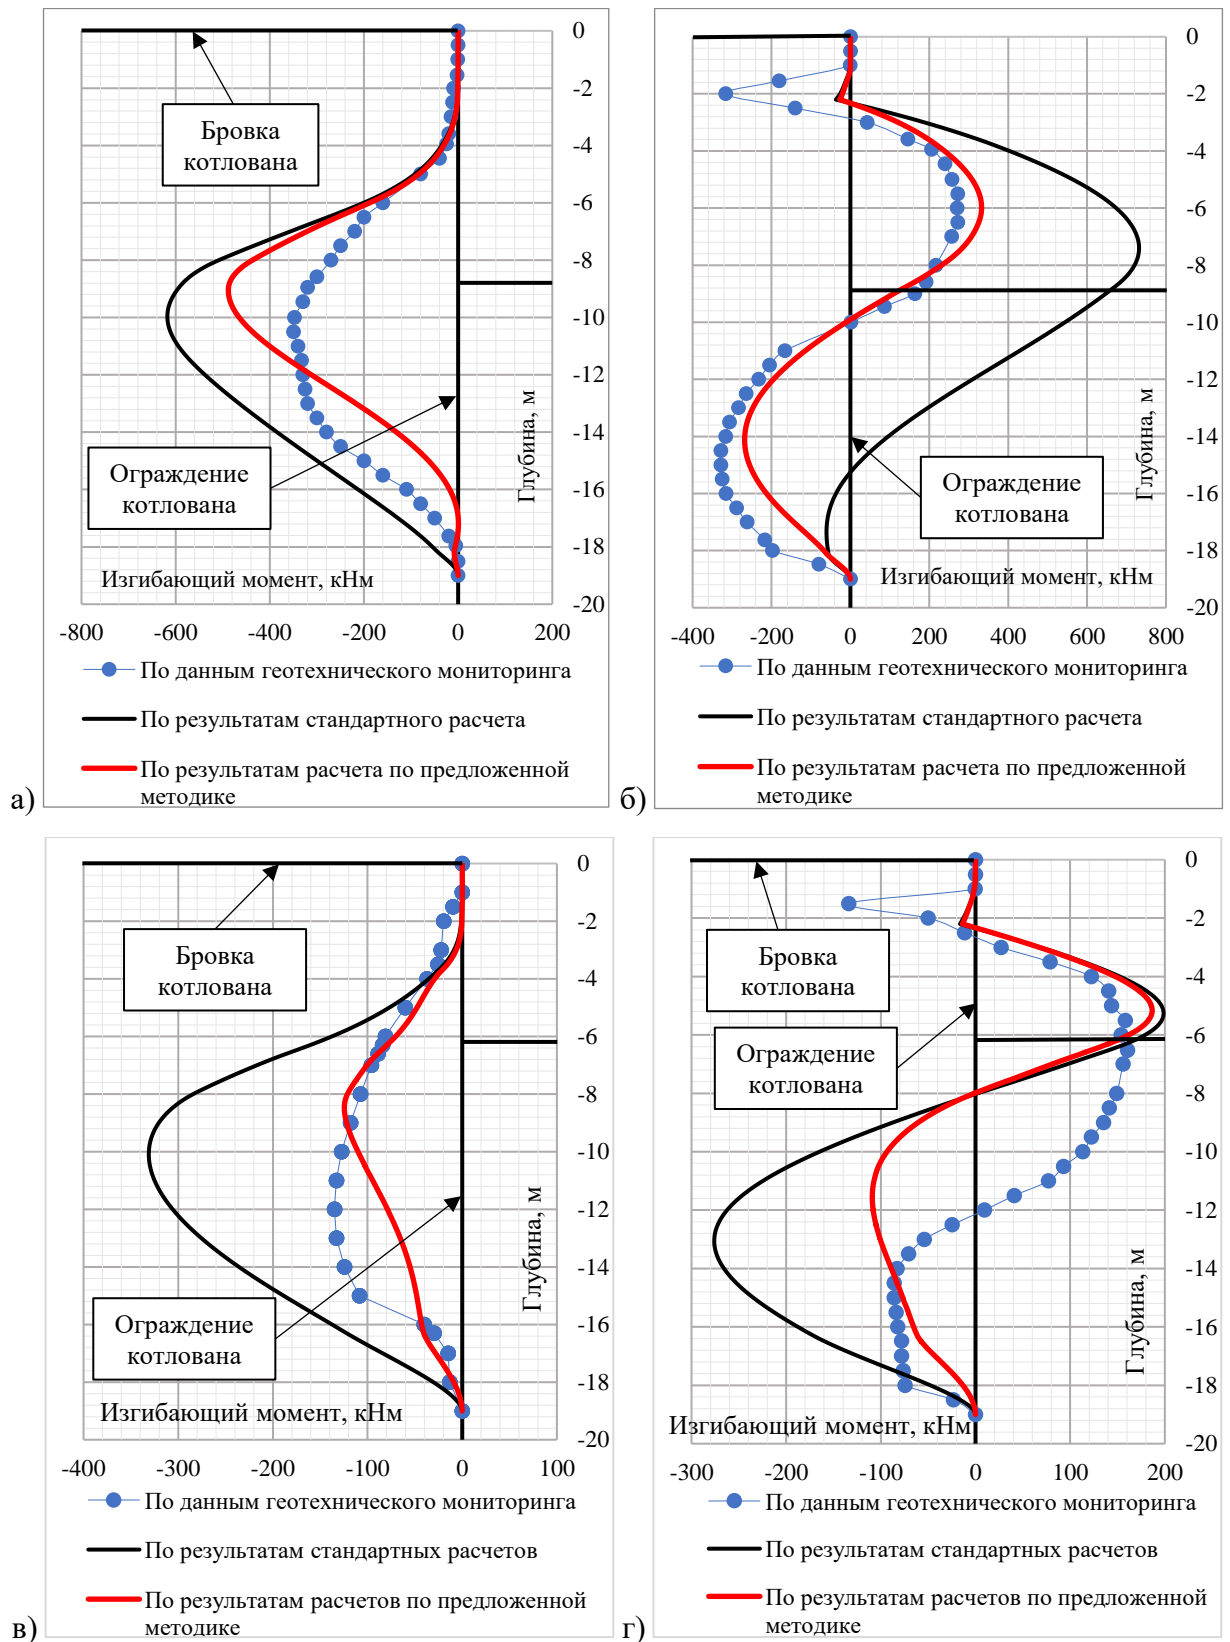 0
-2
-4
-6
-8
-10
-12
-14
-16
-18
-20
Бровка
котлована
Ограждение
котлована
Глубина, м
Изгибающий момент, кНм
-800 -600 -400 -200 0 200
По данным геотехнического мониторинга
По результатам стандартного расчета
По результатам расчета по предложенной
методике
а)
0
-2
-4
-6
-8
-10
-12
-14
-16
-18
-20
Глубина, м
Ограждение
котлована
Изгибающий момент, кНм
-400 -200 0 200 400 600 800
По данным геотехнического мониторинга
По результатам стандартного расчета
По результатам расчета по предложенной
методике
б)
0
-2
-4
-6
-8
-10
-12
-14
-16
-18
-20
Бровка
котлована
Глубина, м
Ограждение
котлована
Изгибающий момент, кНм
-400 -300 -200 -100 0 100
По данным геотехнического мониторинга
По результатам стандартных расчетов
По результатам расчетов по предложенной
методике
в)
0
-2
-4
-6
-8
-10
-12
-14
-16
-18
-20
Бровка
котлована
Ограждение
котлована
Глубина, м
Изгибающий момент, кНм
-300 -200 -100 0 100 200
По данным геотехнического мониторинга
По результатам стандартных расчетов
По результатам расчетов по предложенной
методике
г)